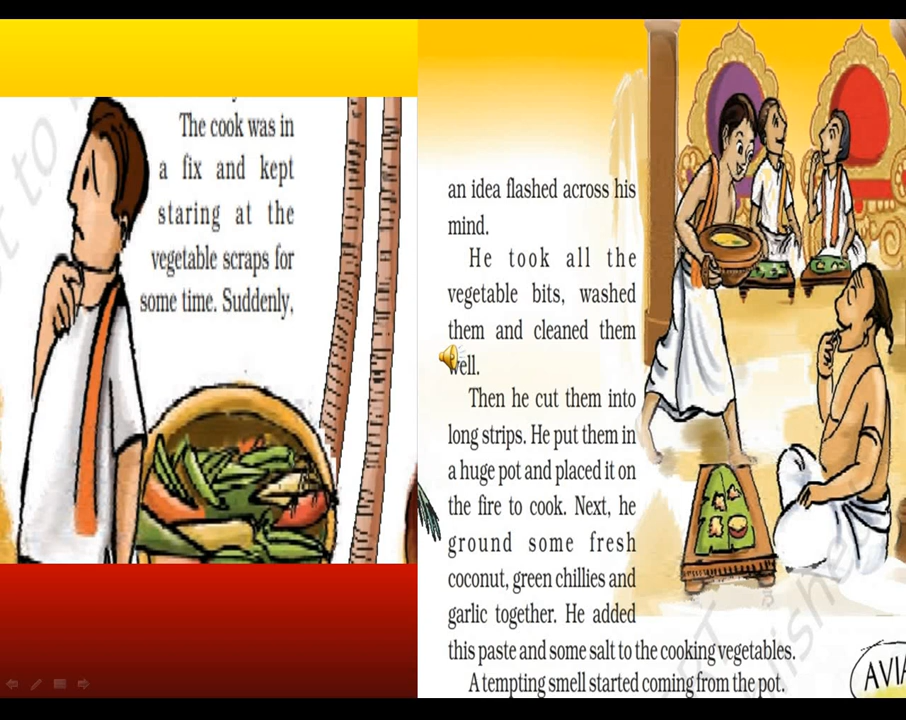 The cook was in
a fix and kept
staring at the
vegetable scraps for
some time. Suddenly,
an idea flashed across his
mind.
He took all the
vegetable bits, washed
them and cleaned them
well.
Then he cut them into
long strips. He put them in
a huge pot and placed it on
the fire to cook. Next, he
ground some fresh
coconut, green chillies and
garlic together. He added
this paste and some salt to the cooking vegetables.
A tempting smell started coming from the pot.